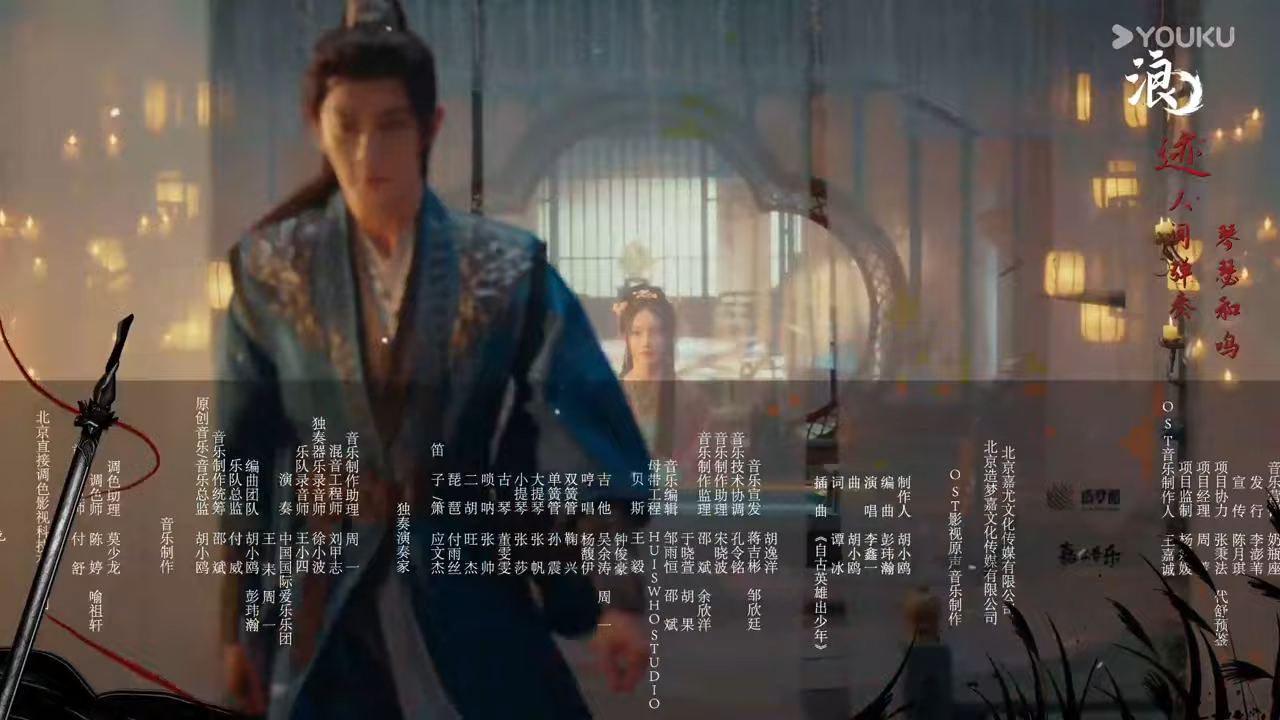 YOUKU
浪
迹
人
间
弹
奏
琴瑟和鸣
OST音乐制作人 王嘉诚
项目监制
项目经理 周
项目协力 张秉法 代舒预鉴
宣传 陈月琪
发行 李澎苇
北京嘉尤文化传媒有限公司
北京造梦嘉文化传媒有限公司
OST影视原声音乐制作
制作人 胡小鸥
编曲 彭玮瀚
演唱 李鑫一
曲 胡小鸥
词 谭冰
插曲 《自古英雄出少年》
胡逸洋
音乐宣发 蒋吉彬 邹欣廷
音乐技术协调 孔令铭
音乐制作助理 宋晓波
音乐制作监理 邵斌 余欣洋
于晓萱 胡果
音乐编辑 邹雨恒 邵斌
母带工程 HUISWHO STUDIO
贝斯 王毅
钟俊豪
吉他 吴余涛 周一
哼唱 杨馥伊
双簧管 鞠兴
单簧管 孙震
大提琴 张帆
小提琴 张莎
古琴 董雯雯
唢呐 张帅
二胡 旺杰
琵琶 付雨丝
笛子/箫 应文杰
独奏演奏家
音乐制作助理 周一
混音工程师 刘甲志
独奏器乐录音师 徐小波
乐队录音师 王小四
演奏 中国国际爱乐乐团
王来 周一
编曲团队 胡小鸥 彭玮瀚
乐队总监 付威
音乐制作统筹 邵斌
原创音乐/音乐总监 胡小鸥
音乐制作
调色助理 莫少龙
调色师 陈婷 喻祖轩
付舒
北京直接调色影视科技